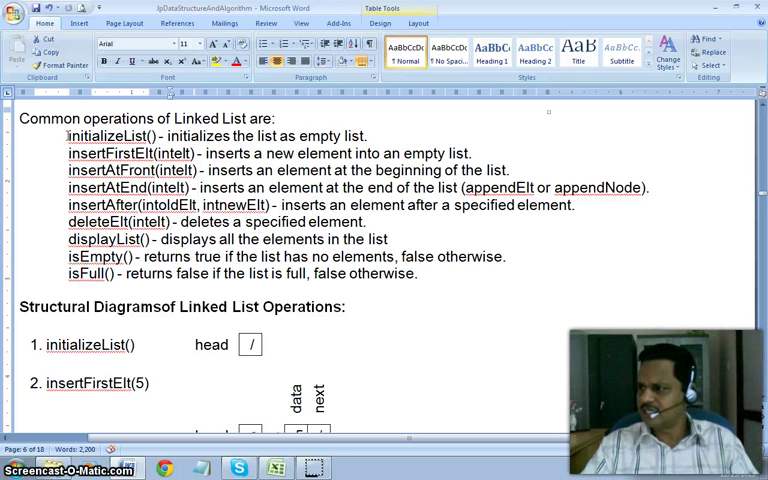 JpDataStructureAndAlgorithm - Microsoft Word
Table Tools
Home
Insert
Page Layout
References
Mailings
Review
View
Add-Ins
Design
Layout
Paste
Cut
Copy
Format Painter
Clipboard
Arial
11
Font
Paragraph
AaBbCcDc
¶ Normal
AaBbCcDc
¶ No Spaci...
AaBbCc
Heading 1
AaBbCc
Heading 2
AaB
Title
AaBbCc.
Subtitle
Change Styles
Styles
Find
Replace
Select
Editing
Common operations of Linked List are:
initializeList() - initializes the list as empty list.
insertFirstElt(intelt) - inserts a new element into an empty list.
insertAtFront(intelt) - inserts an element at the beginning of the list.
insertAtEnd(intelt) - inserts an element at the end of the list (appendElt or appendNode).
insertAfter(intoldElt, intnewElt) - inserts an element after a specified element.
deleteElt(intelt) - deletes a specified element.
displayList() - displays all the elements in the list
isEmpty() - returns true if the list has no elements, false otherwise.
isFull() - returns false if the list is full, false otherwise.
Structural Diagramsof Linked List Operations:
1. initializeList() head /
2. insertFirstElt(5)
data
next
Page: 6 of 18 Words: 2,200
Screencast-O-Matic.com